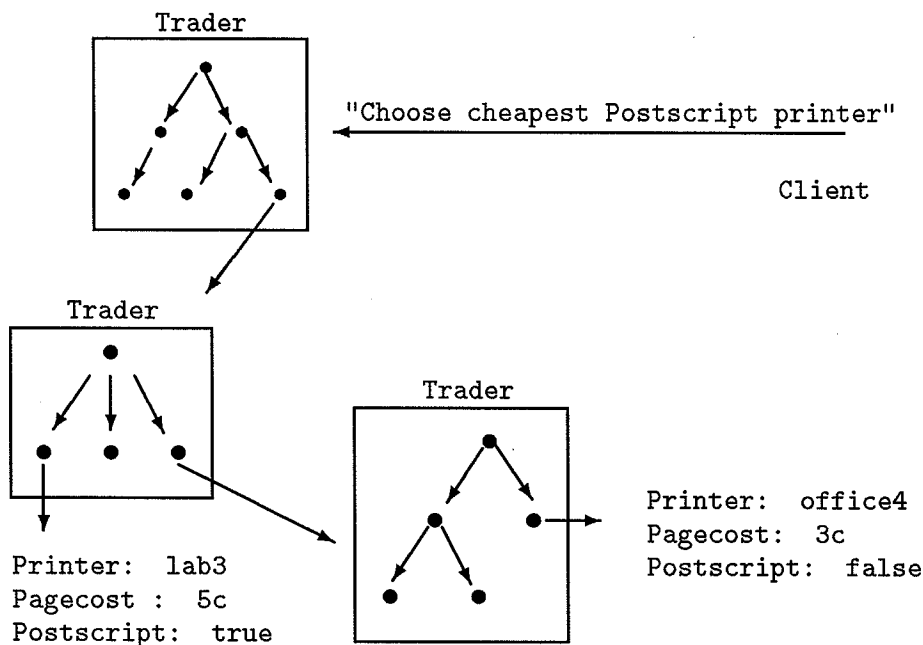 Trader
"Choose cheapest Postscript printer"
Client
Trader
Trader
Printer: lab3
Pagecost : 5c
Postscript: true
Printer: office4
Pagecost: 3c
Postscript: false